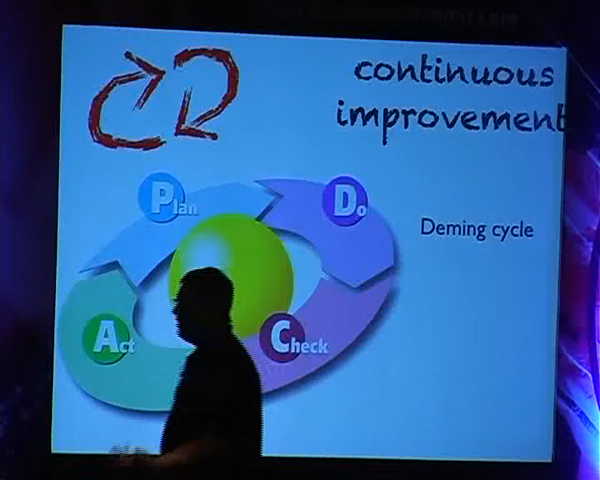 continuous
improvement
Plan
Do
Deming cycle
Act
Check